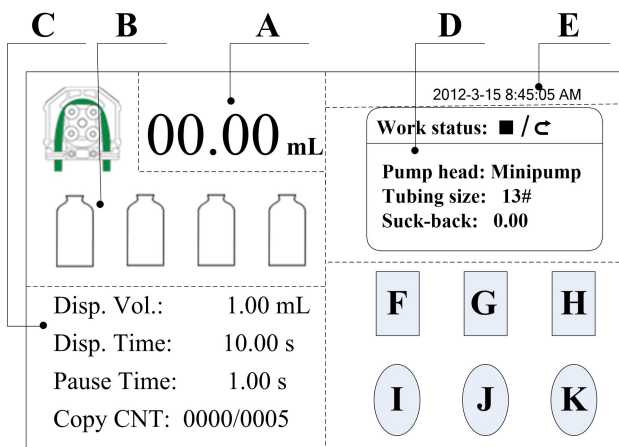 C B A D E
2012-3-15 8:45:05 AM
00.00 mL
Work status: ■ / ↪
Pump head: Minipump
Tubing size: 13#
Suck-back: 0.00
Disp. Vol.: 1.00 mL
Disp. Time: 10.00 s
Pause Time: 1.00 s
Copy CNT: 0000/0005
F G H
I J K